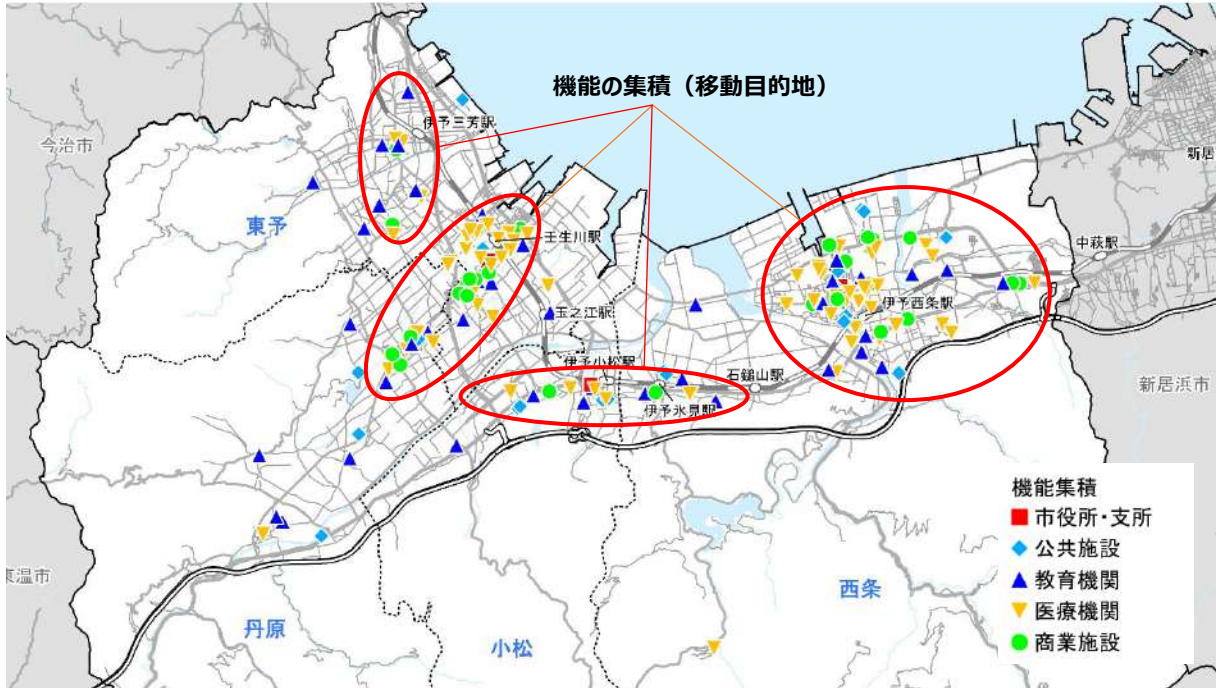 機能の集積（移動目的地）
伊予三芳駅
今治市
新居
東予
壬生川駅
中萩駅
伊予西条駅
玉之江駅
伊予小松駅
石鎚山駅
伊予氷見駅
新居浜市
機能集積
市役所・支所
公共施設
教育機関
医療機関
商業施設
東温市
西条
丹原
小松